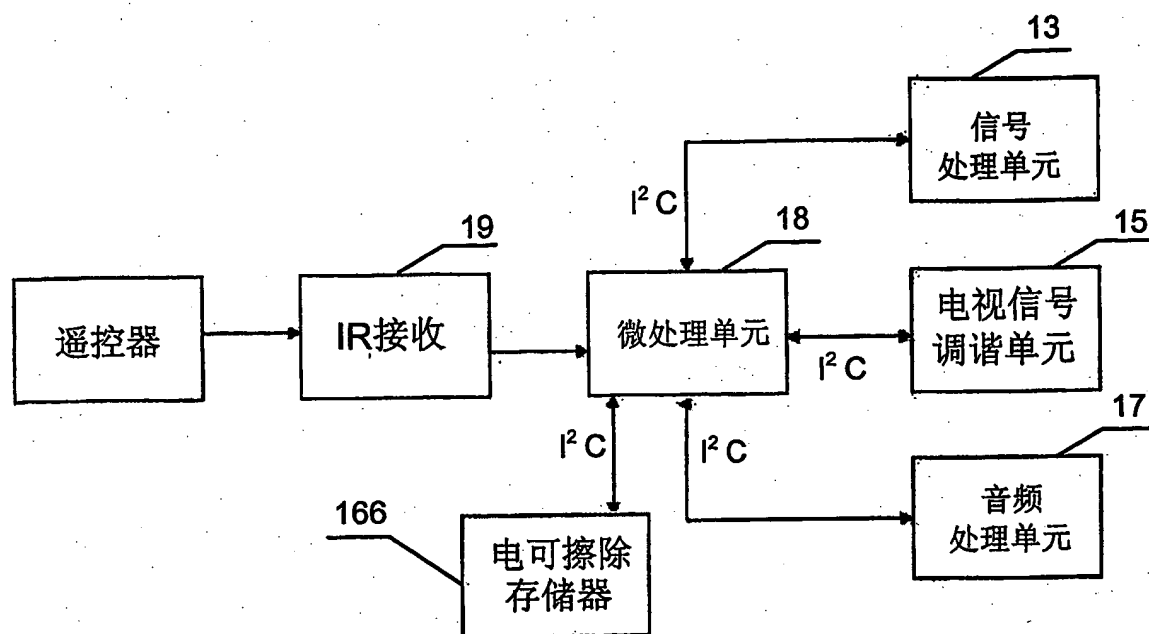 13
信号
处理单元
I² C
19
18
15
遥控器
IR接收
微处理单元
电视信号
调谐单元
I² C
I² C
I² C
17
166
电可擦除
存储器
音频
处理单元